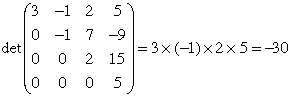 det ( 3 −1 2 5
0 −1 7 −9
0 0 2 15
0 0 0 5 ) = 3 × (−1) × 2 × 5 = −30